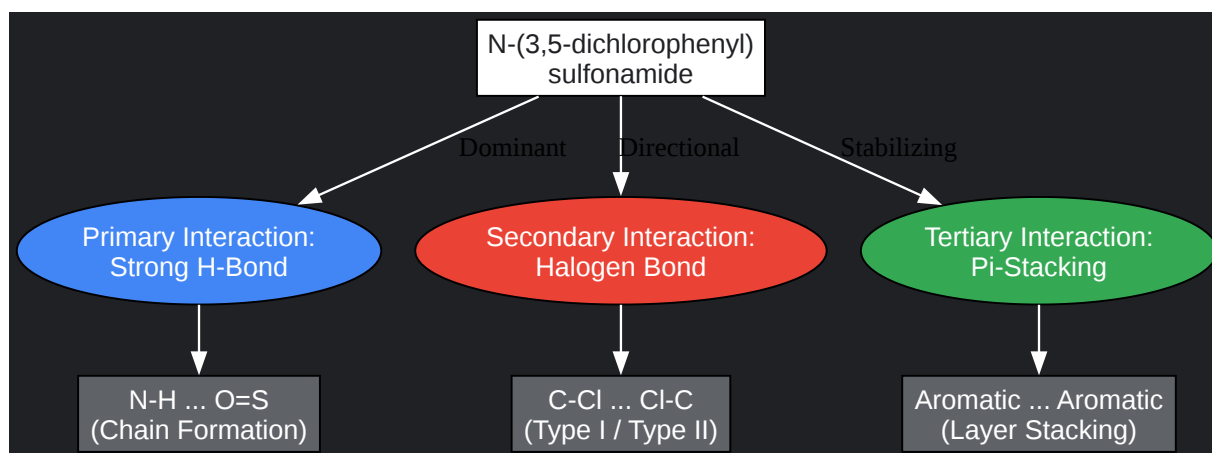 N-(3,5-dichlorophenyl)
sulfonamide
Dominant
Directional
Stabilizing
Primary Interaction:
Strong H-Bond
Secondary Interaction:
Halogen Bond
Tertiary Interaction:
Pi-Stacking
N-H ... O=S
(Chain Formation)
C-Cl ... Cl-C
(Type I / Type II)
Aromatic ... Aromatic
(Layer Stacking)